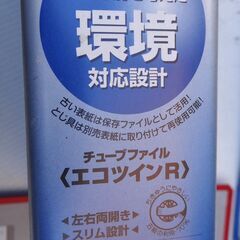 環境
対応設計
古い表紙は保存ファイルとして活用!
とじ具は別売表紙に取り付けて再使用可能!!
チューブファイル
〈エコツインR〉
◀左右両開き▶
◀スリム設計▶